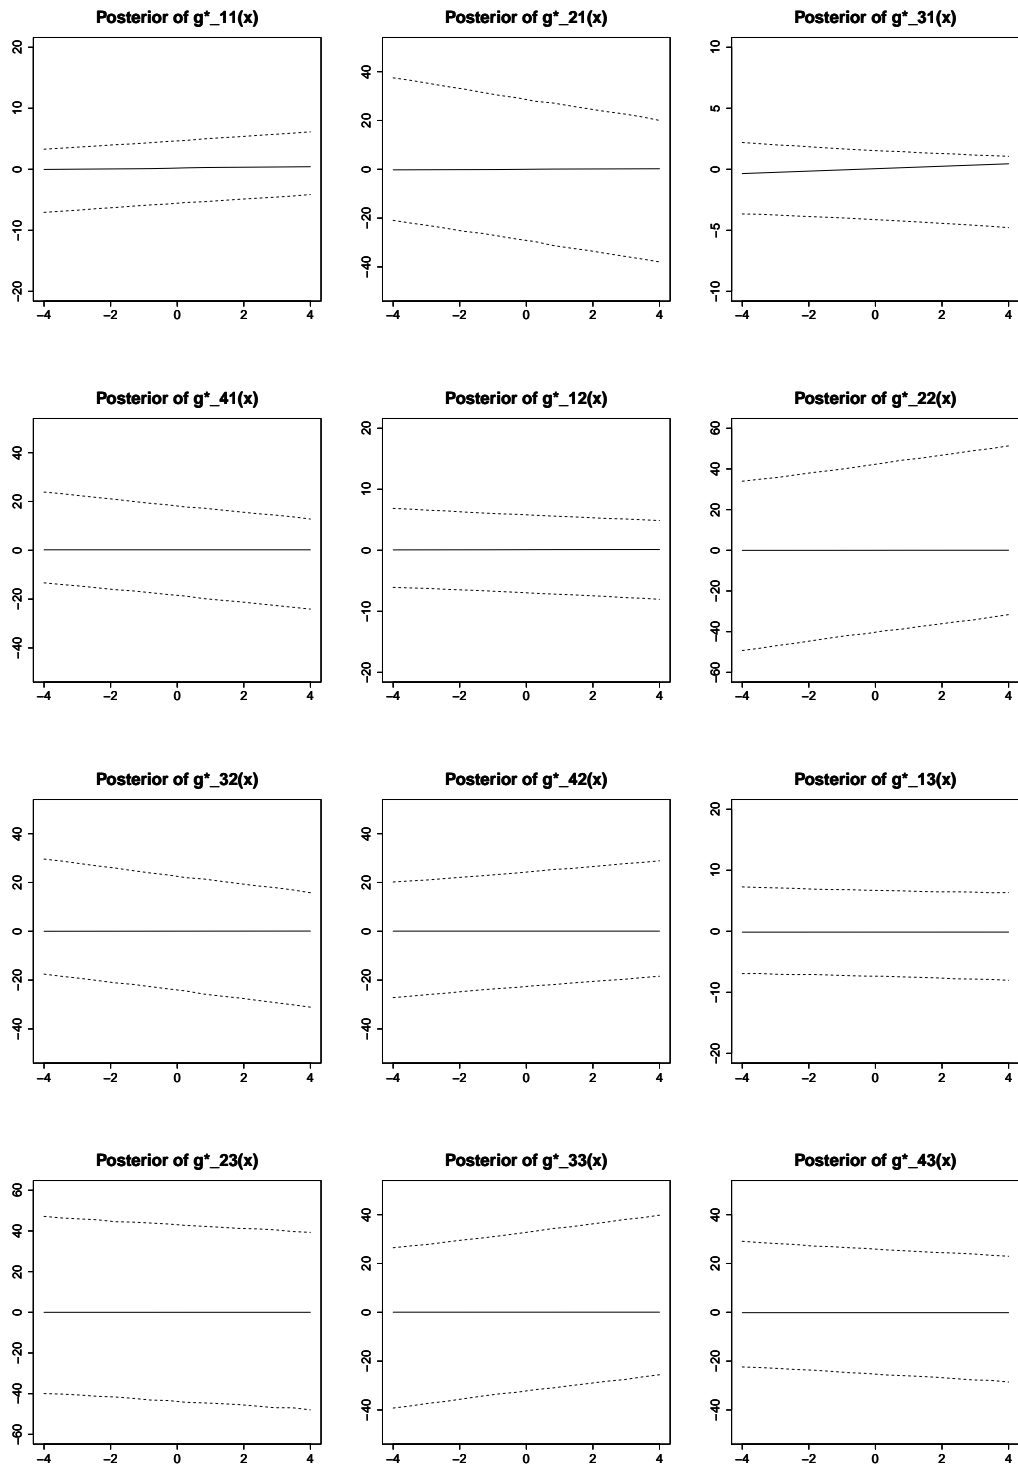 Posterior of g*_11(x)
20
10
0
−10
−20
−4 −2 0 2 4
Posterior of g*_21(x)
40
20
0
−20
−40
−4 −2 0 2 4
Posterior of g*_31(x)
10
5
0
−5
−10
−4 −2 0 2 4
Posterior of g*_41(x)
40
20
0
−20
−40
−4 −2 0 2 4
Posterior of g*_12(x)
20
10
0
−10
−20
−4 −2 0 2 4
Posterior of g*_22(x)
60
40
20
0
−20
−40
−60
−4 −2 0 2 4
Posterior of g*_32(x)
40
20
0
−20
−40
−4 −2 0 2 4
Posterior of g*_42(x)
40
20
0
−20
−40
−4 −2 0 2 4
Posterior of g*_13(x)
20
10
0
−10
−20
−4 −2 0 2 4
Posterior of g*_23(x)
60
40
20
0
−20
−40
−60
−4 −2 0 2 4
Posterior of g*_33(x)
40
20
0
−20
−40
−4 −2 0 2 4
Posterior of g*_43(x)
40
20
0
−20
−40
−4 −2 0 2 4